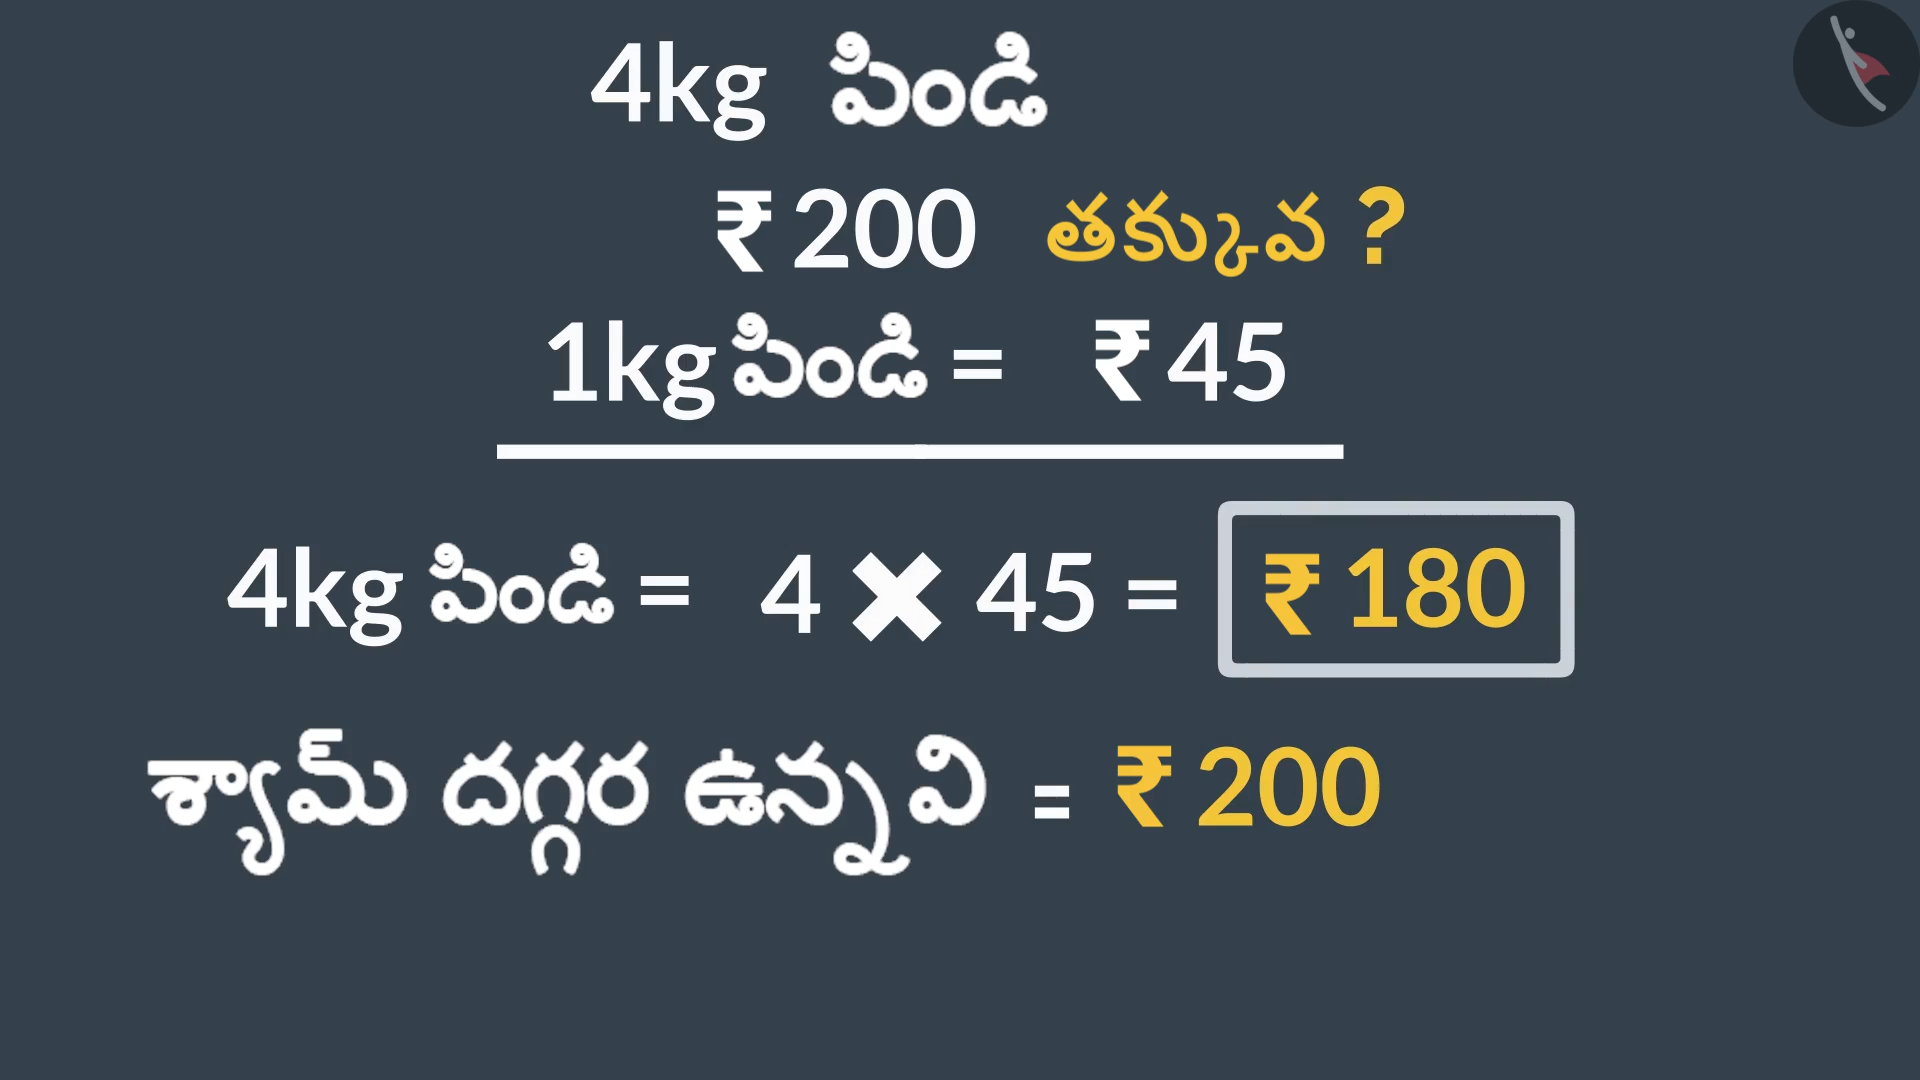 4kg పిండి
₹ 200 తక్కువ ?
1kg పిండి = ₹ 45
4kg పిండి = 4 ✖ 45 = ₹ 180
శ్యామ్ దగ్గర ఉన్నవి = ₹ 200